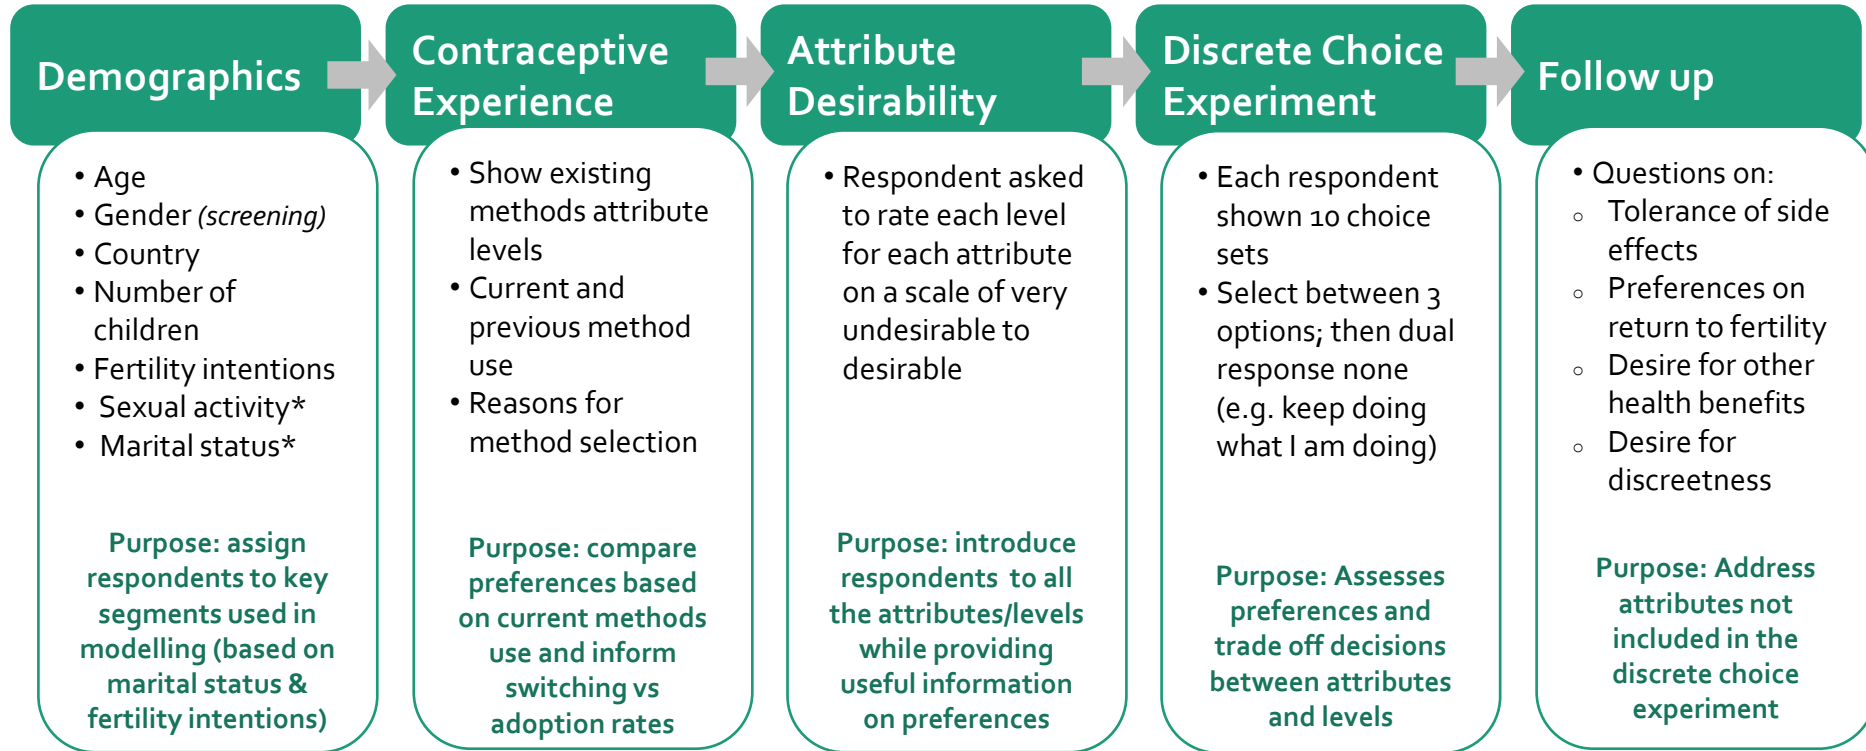 Demographics
• Age
• Gender (screening)
• Country
• Number of
children
• Fertility intentions
• Sexual activity*
• Marital status*
Purpose: assign
respondents to key
segments used in
modelling (based on
marital status &
fertility intentions)
Contraceptive
Experience
• Show existing
methods attribute
levels
• Current and
previous method
use
• Reasons for
method selection
Purpose: compare
preferences based
on current methods
use and inform
switching vs
adoption rates
Attribute
Desirability
• Respondent asked
to rate each level
for each attribute
on a scale of very
undesirable to
desirable
Purpose: introduce
respondents to all
the attributes/levels
while providing
useful information
on preferences
Discrete Choice
Experiment
• Each respondent
shown 10 choice
sets
• Select between 3
options; then dual
response none
(e.g. keep doing
what I am doing)
Purpose: Assesses
preferences and
trade off decisions
between attributes
and levels
Follow up
• Questions on:
○ Tolerance of side
effects
○ Preferences on
return to fertility
○ Desire for other
health benefits
○ Desire for
discreetness
Purpose: Address
attributes not
included in the
discrete choice
experiment